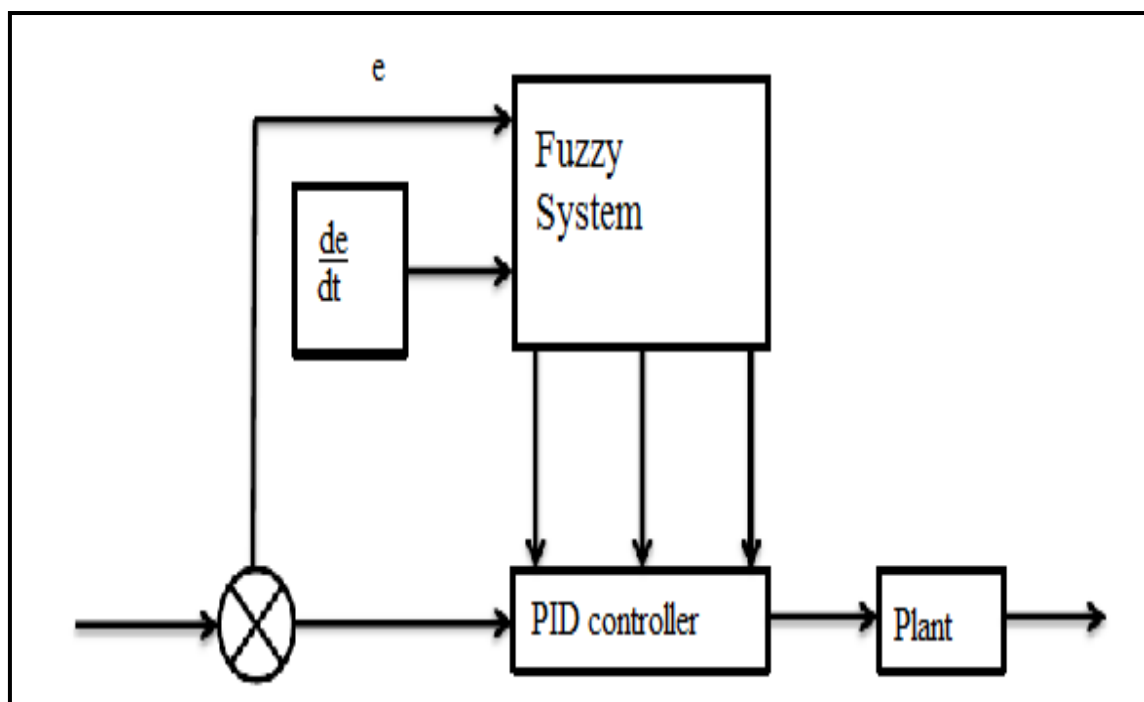 e
Fuzzy
System
de
dt
PID controller
Plant